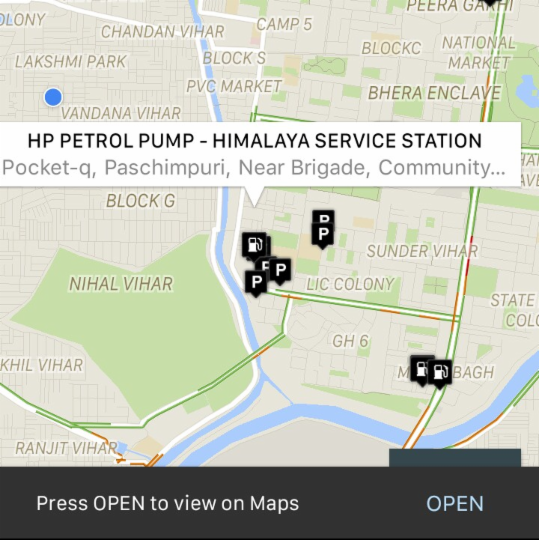 PEERA GARHI
OLONY
CHANDAN VIHAR
CAMP 5
BLOCKC
NATIONAL
MARKET
LAKSHMI PARK
BLOCK S
PVC MARKET
BHERA ENCLAVE
VANDANA VIHAR
HP PETROL PUMP - HIMALAYA SERVICE STATION
Pocket-q, Paschimpuri, Near Brigade, Community...
BLOCK G
P
P
SUNDER VIHAR
P
P
NIHAL VIHAR
P
LIC COLONY
STATE
COLO
GH 6
KHIL VIHAR
BAGH
RANJIT VIHAR
Press OPEN to view on Maps
OPEN